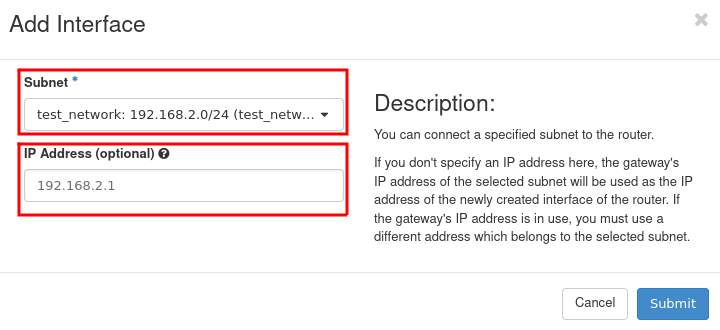 Add Interface
×
Subnet *
test_network: 192.168.2.0/24 (test_netw...
IP Address (optional)
192.168.2.1
Description:
You can connect a specified subnet to the router.
If you don't specify an IP address here, the gateway's
IP address of the selected subnet will be used as the IP
address of the newly created interface of the router. If
the gateway's IP address is in use, you must use a
different address which belongs to the selected subnet.
Cancel
Submit